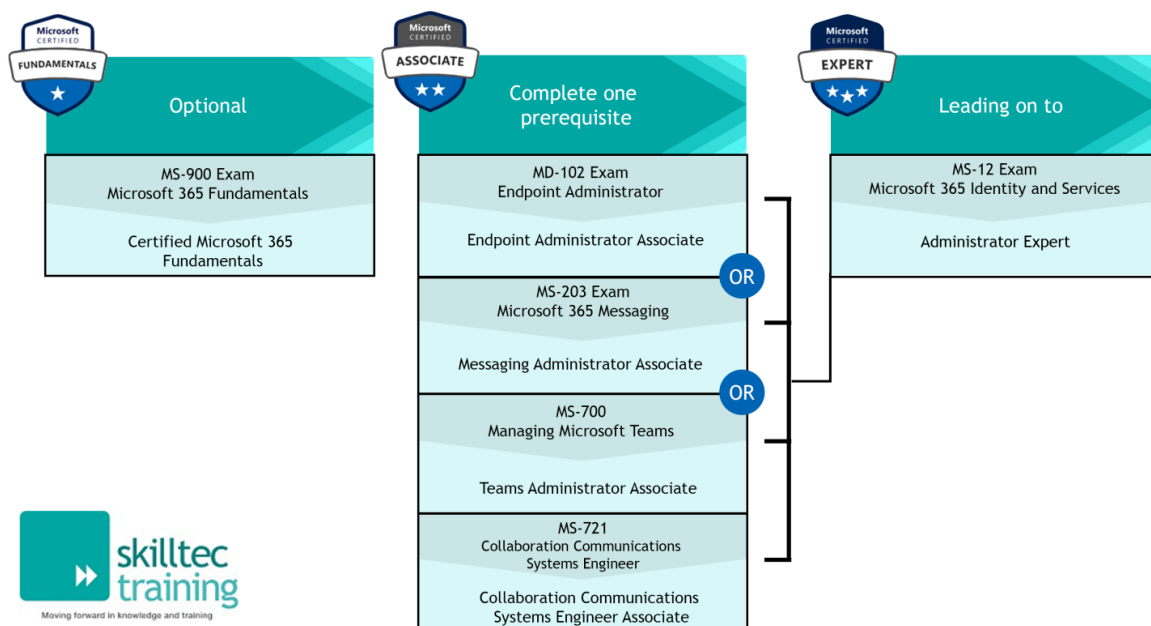 Microsoft
CERTIFIED
FUNDAMENTALS
Optional
MS-900 Exam
Microsoft 365 Fundamentals
Certified Microsoft 365
Fundamentals
Microsoft
CERTIFIED
ASSOCIATE
Complete one
prerequisite
MD-102 Exam
Endpoint Administrator
Endpoint Administrator Associate
OR
MS-203 Exam
Microsoft 365 Messaging
Messaging Administrator Associate
OR
MS-700
Managing Microsoft Teams
Teams Administrator Associate
MS-721
Collaboration Communications
Systems Engineer
Collaboration Communications
Systems Engineer Associate
Microsoft
CERTIFIED
EXPERT
Leading on to
MS-12 Exam
Microsoft 365 Identity and Services
Administrator Expert
skilltec
training
Moving forward in knowledge and training